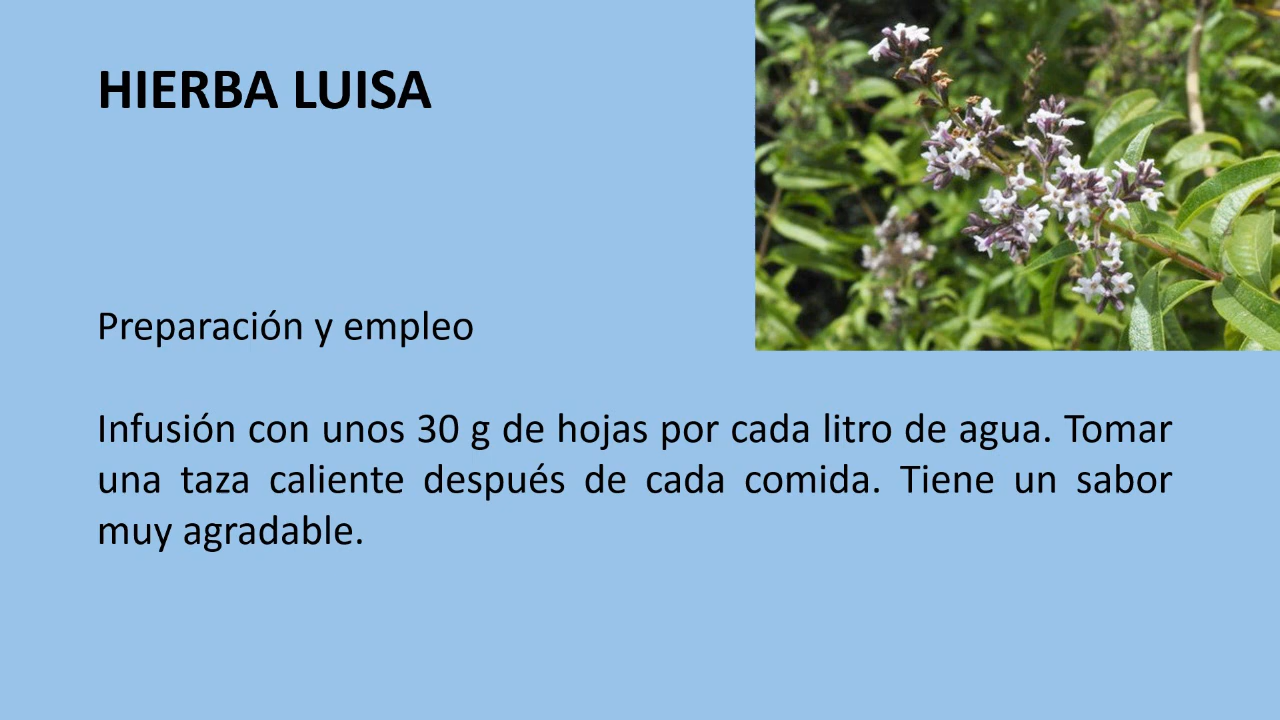 HIERBA LUISA
Preparación y empleo
Infusión con unos 30 g de hojas por cada litro de agua. Tomar
una taza caliente después de cada comida. Tiene un sabor
muy agradable.